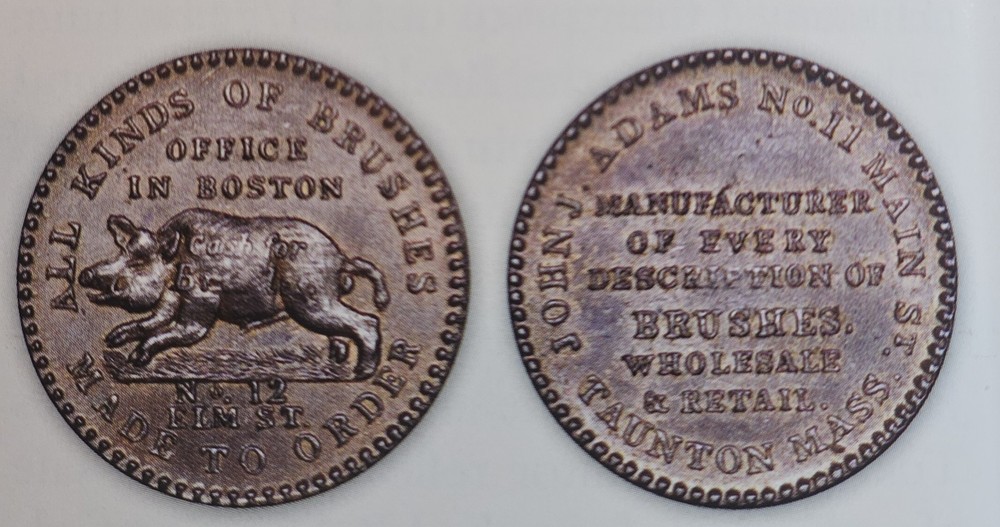 ALL KINDS OF BRUSHES
OFFICE
IN BOSTON
Cash for
No. 12
ELM ST.
MADE TO ORDER
JOHN J. ADAMS No. 11 MAIN ST.
MANUFACTURER
OF EVERY
DESCRIPTION OF
BRUSHES.
WHOLESALE
& RETAIL.
TAUNTON MASS.